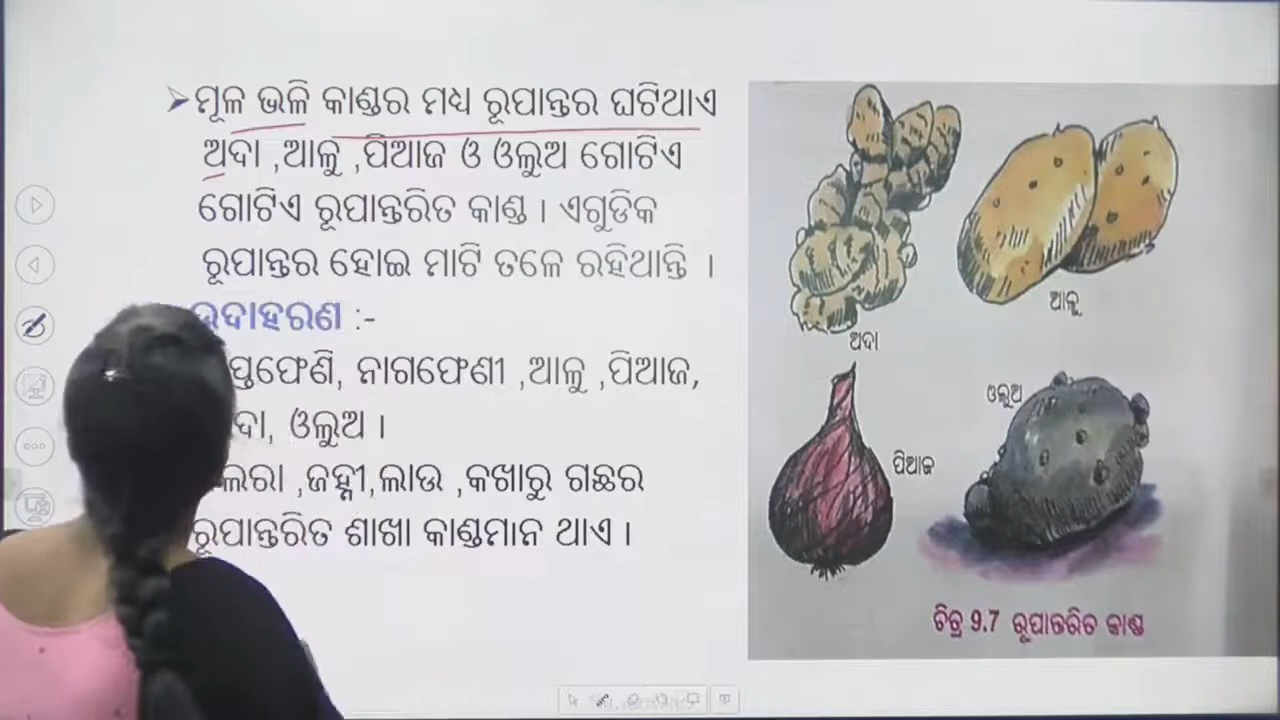 ମୂଳ ଭଳି କାଣ୍ଡର ମଧ୍ୟ ରୂପାନ୍ତର ଘଟିଥାଏ
ଅଦା ,ଆଳୁ ,ପିଆଜ ଓ ଓଲୁଅ ଗୋଟିଏ
ଗୋଟିଏ ରୂପାନ୍ତରିତ କାଣ୍ଡ । ଏଗୁଡିକ
ରୂପାନ୍ତର ହୋଇ ମାଟି ତଳେ ରହିଥାନ୍ତି ।
ଉଦାହରଣ :-
ନାଗଫେଣୀ ,ଆଳୁ ,ପିଆଜ,
ଓଲୁଅ ।
,ଜହ୍ନୀ,ଲାଉ ,କଖାରୁ ଗଛର
ରୂପାନ୍ତରିତ ଶାଖା କାଣ୍ଡମାନ ଥାଏ ।
ଅଦା
ଆଳୁ
ପିଆଜ
ଓଲୁଅ
ଚିତ୍ର 9.7 ରୂପାନ୍ତରିତ କାଣ୍ଡ